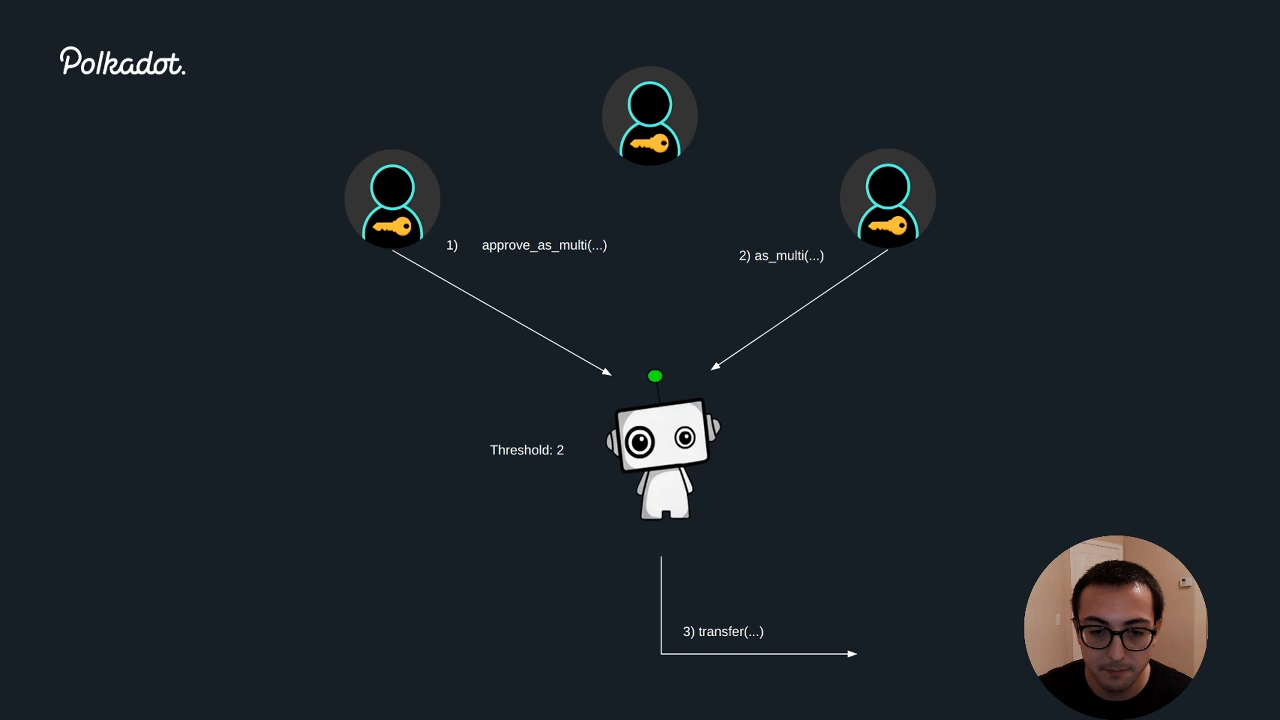 Polkadot.
1) approve_as_multi(...)
2) as_multi(...)
Threshold: 2
3) transfer(...)